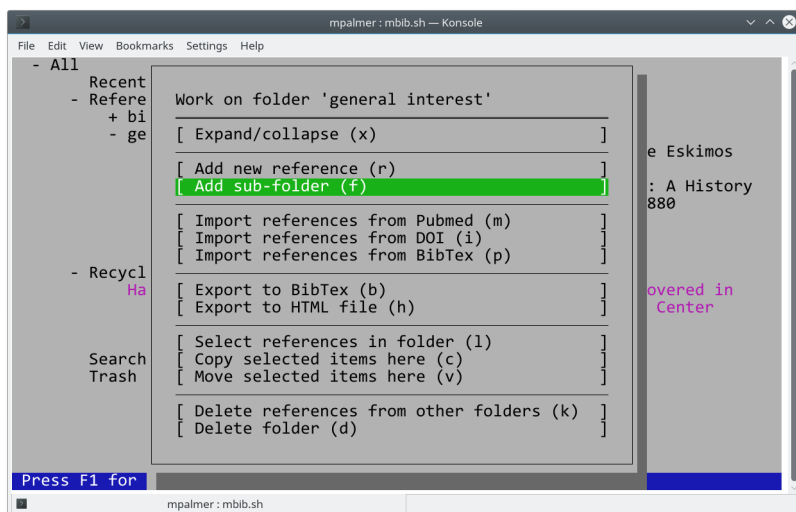 mpalmer : mbib.sh — Konsole
File Edit View Bookmarks Settings Help
- All
Recent
- Refere
+ bi
- ge
Work on folder 'general interest'
[ Expand/collapse (x) ]
[ Add new reference (r) ]
[ Add sub-folder (f) ]
[ Import references from Pubmed (m) ]
[ Import references from DOI (i) ]
[ Import references from BibTex (p) ]
[ Export to BibTex (b) ]
[ Export to HTML file (h) ]
[ Select references in folder (l) ]
[ Copy selected items here (c) ]
[ Move selected items here (v) ]
[ Delete references from other folders (k) ]
[ Delete folder (d) ]
e Eskimos
: A History
880
- Recycl
Ha
overed in
Center
Search
Trash
Press F1 for
mpalmer : mbib.sh